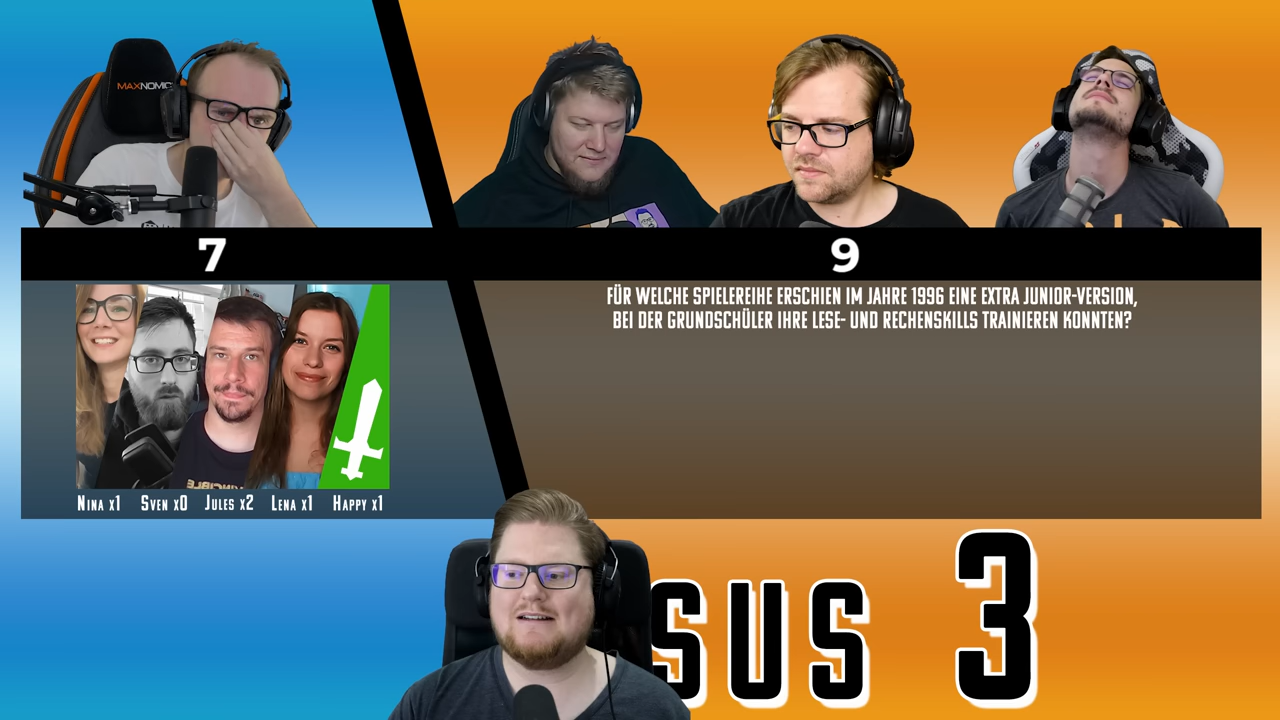 MAXNOMIC
7
9
FÜR WELCHE SPIELEREIHE ERSCHIEN IM JAHRE 1996 EINE EXTRA JUNIOR-VERSION,
BEI DER GRUNDSCHÜLER IHRE LESE- UND RECHENSKILLS TRAINIEREN KONNTEN?
NINA x1 SVEN x0 JULES x2 LENA x1 HAPPY x1
SUS 3